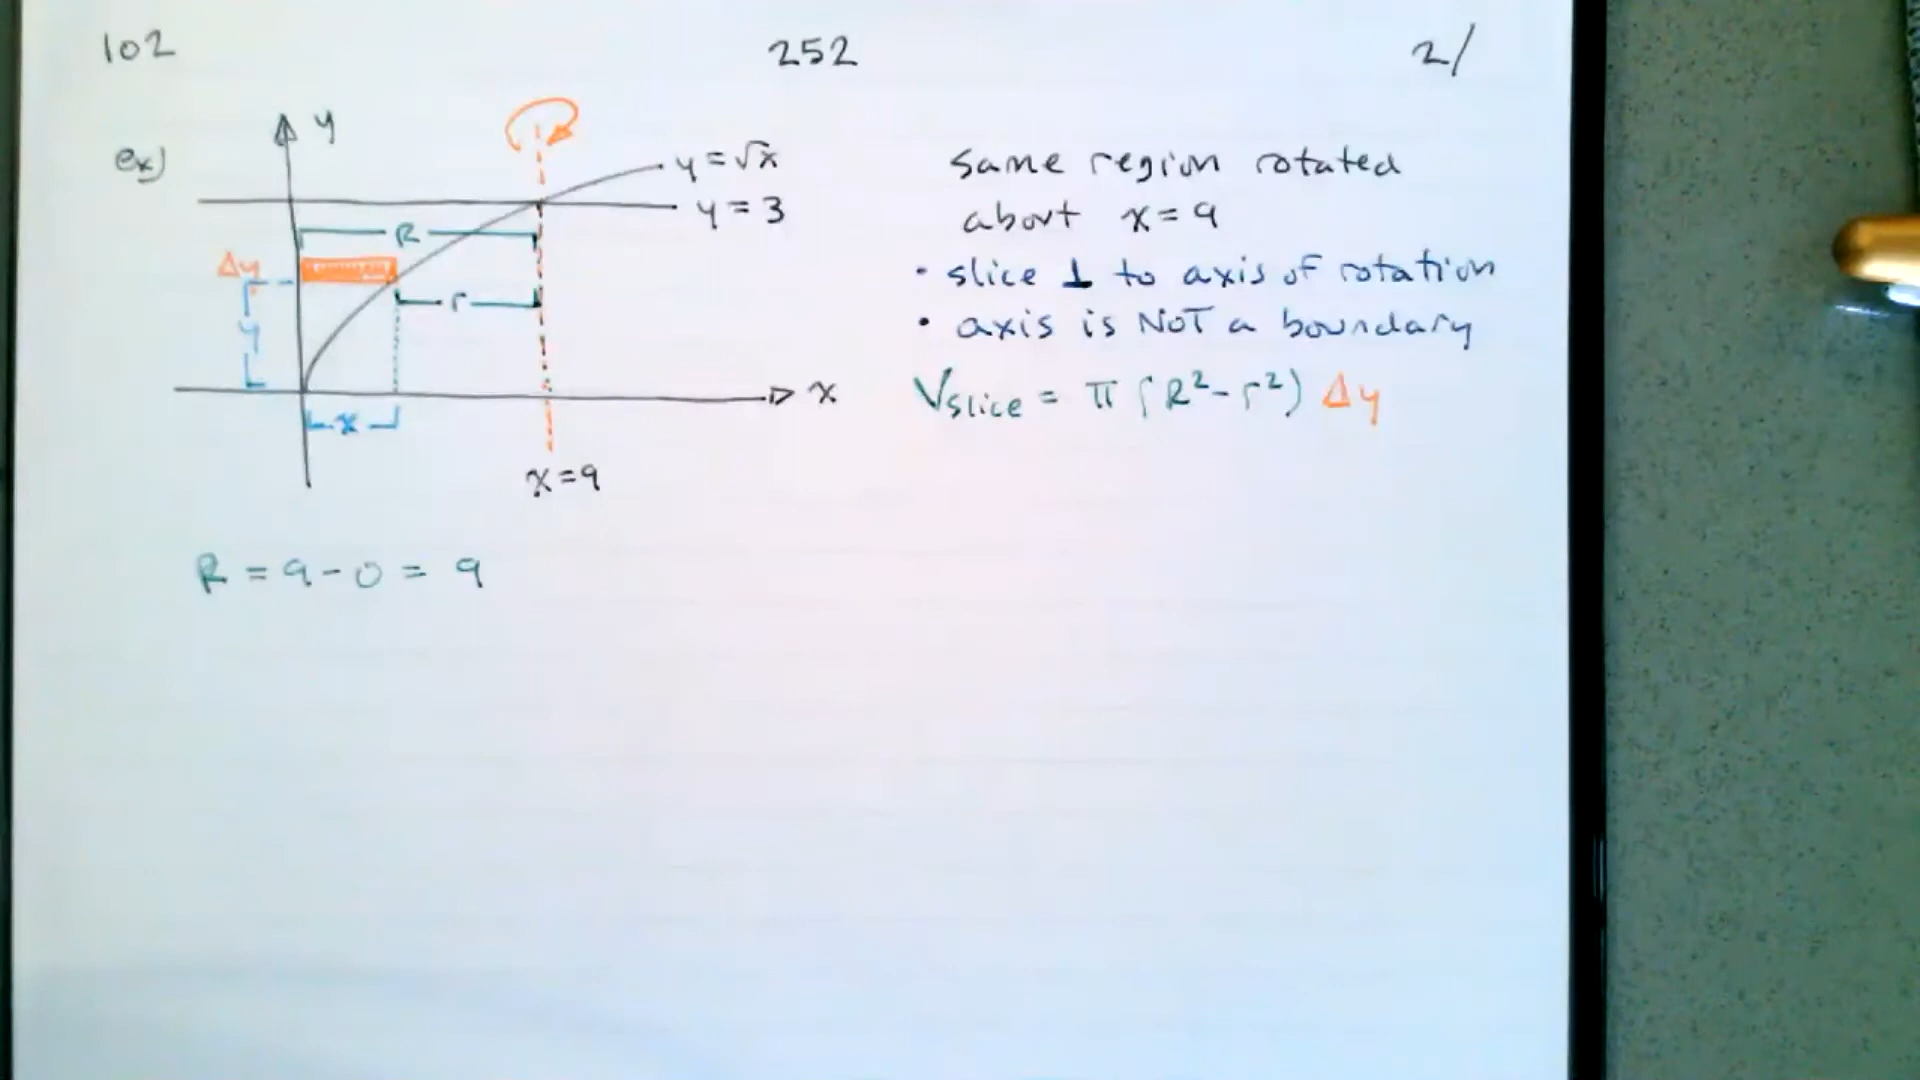 102 252 2/
ex)
y
y = √x
y = 3
R
Δy
r
y
x
x
x = 9
same region rotated
about x = 9
• slice ⊥ to axis of rotation
• axis is NOT a boundary
Vslice = π (R² - r²) Δy
R = 9 - 0 = 9